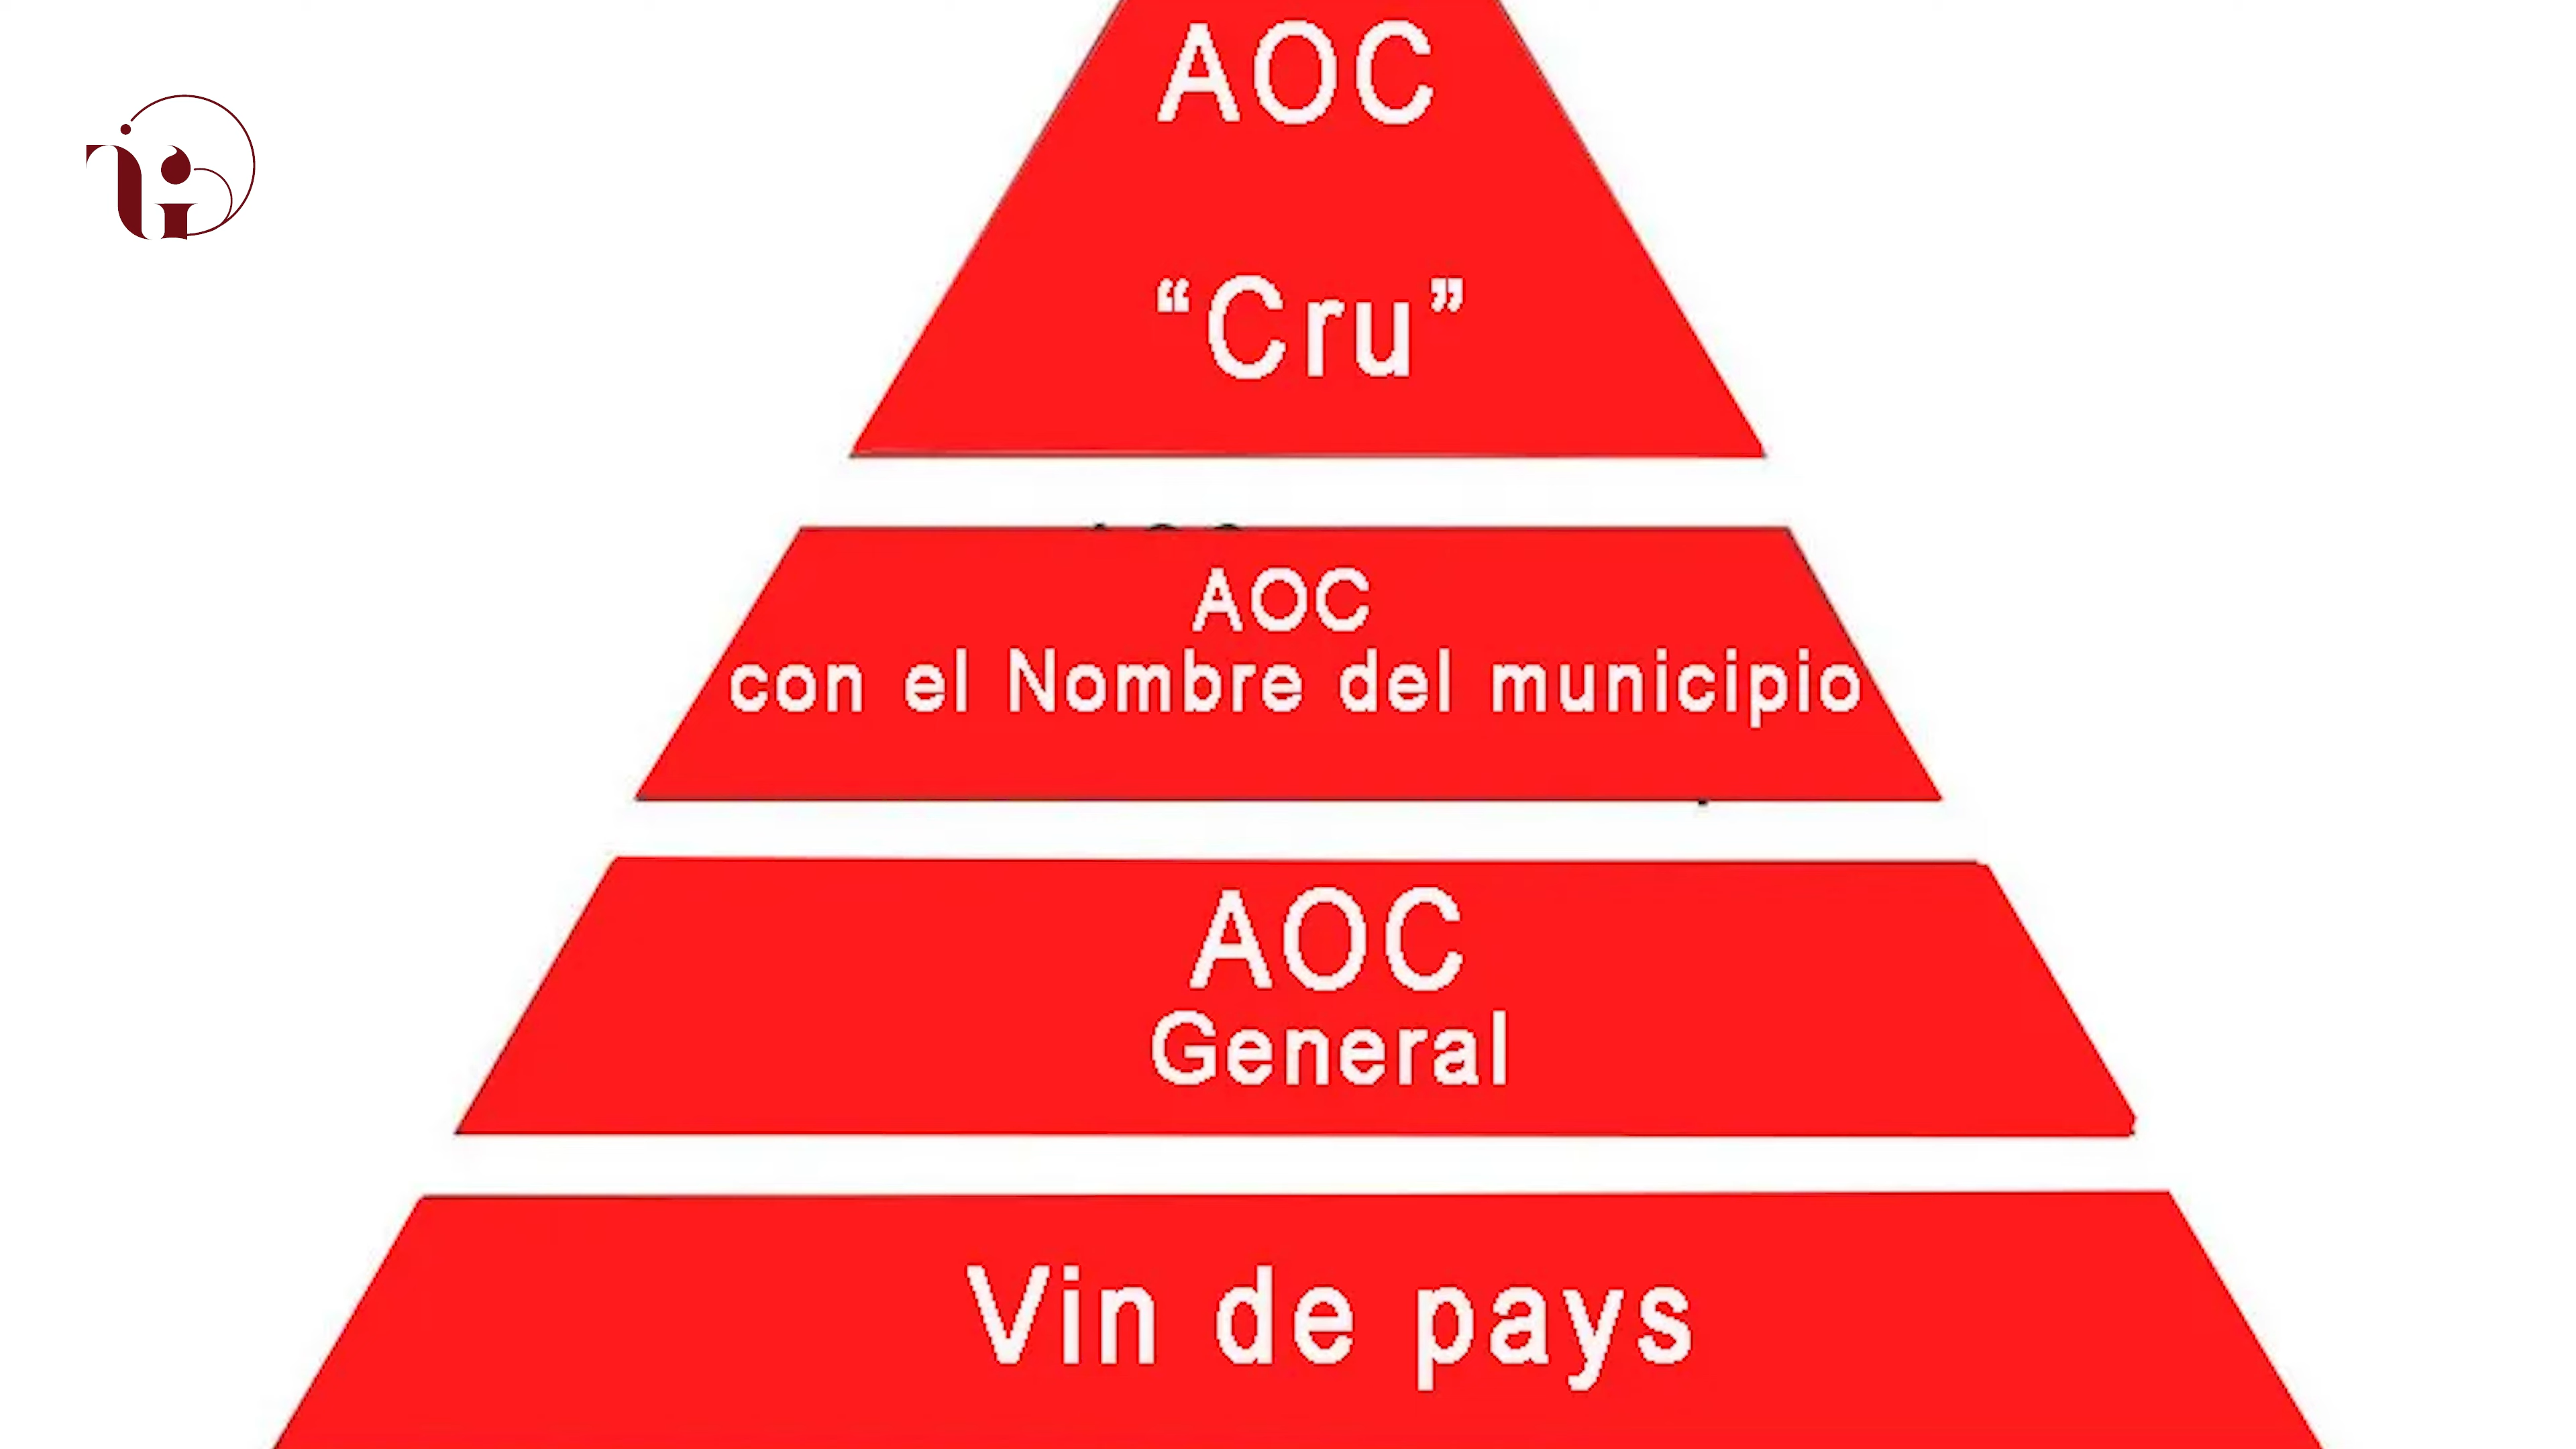 AOC
“Cru”
AOC
con el Nombre del municipio
AOC
General
Vin de pays